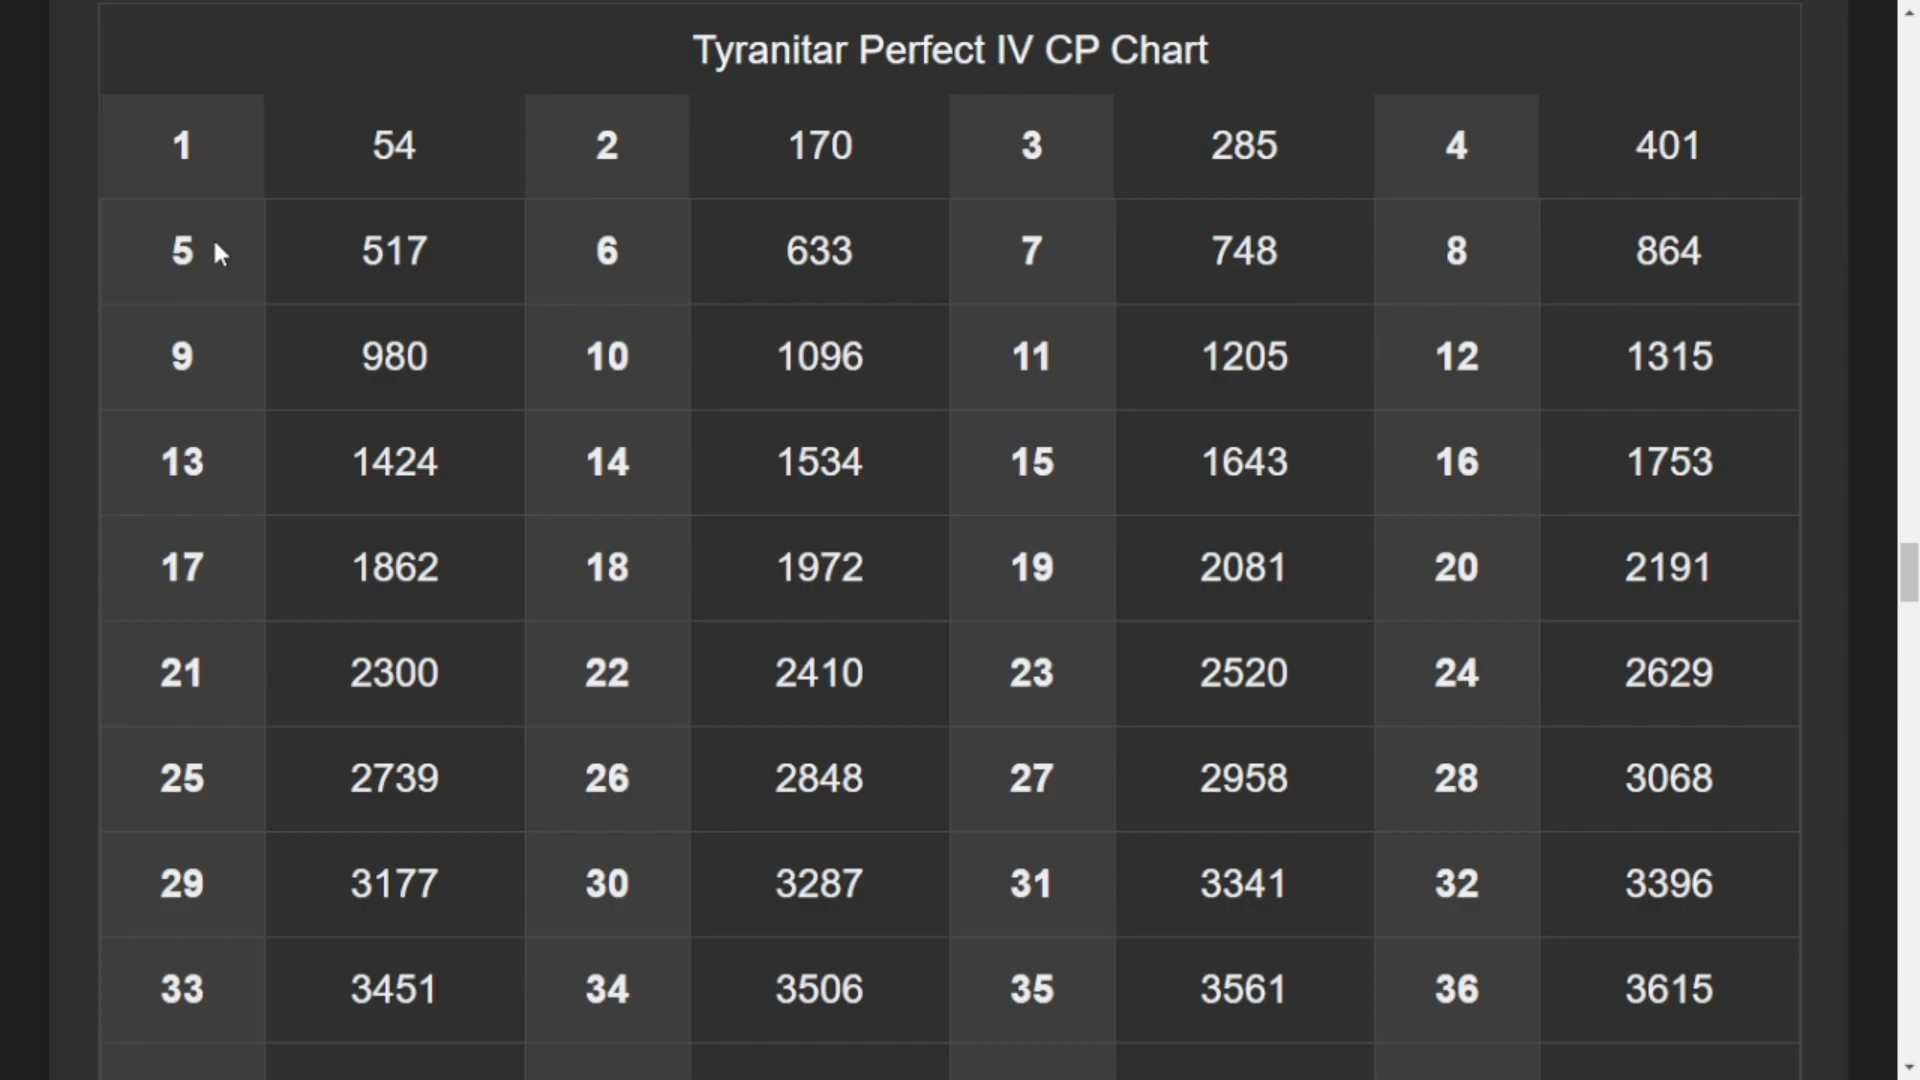 Tyranitar Perfect IV CP Chart
1 54 2 170 3 285 4 401
5 517 6 633 7 748 8 864
9 980 10 1096 11 1205 12 1315
13 1424 14 1534 15 1643 16 1753
17 1862 18 1972 19 2081 20 2191
21 2300 22 2410 23 2520 24 2629
25 2739 26 2848 27 2958 28 3068
29 3177 30 3287 31 3341 32 3396
33 3451 34 3506 35 3561 36 3615